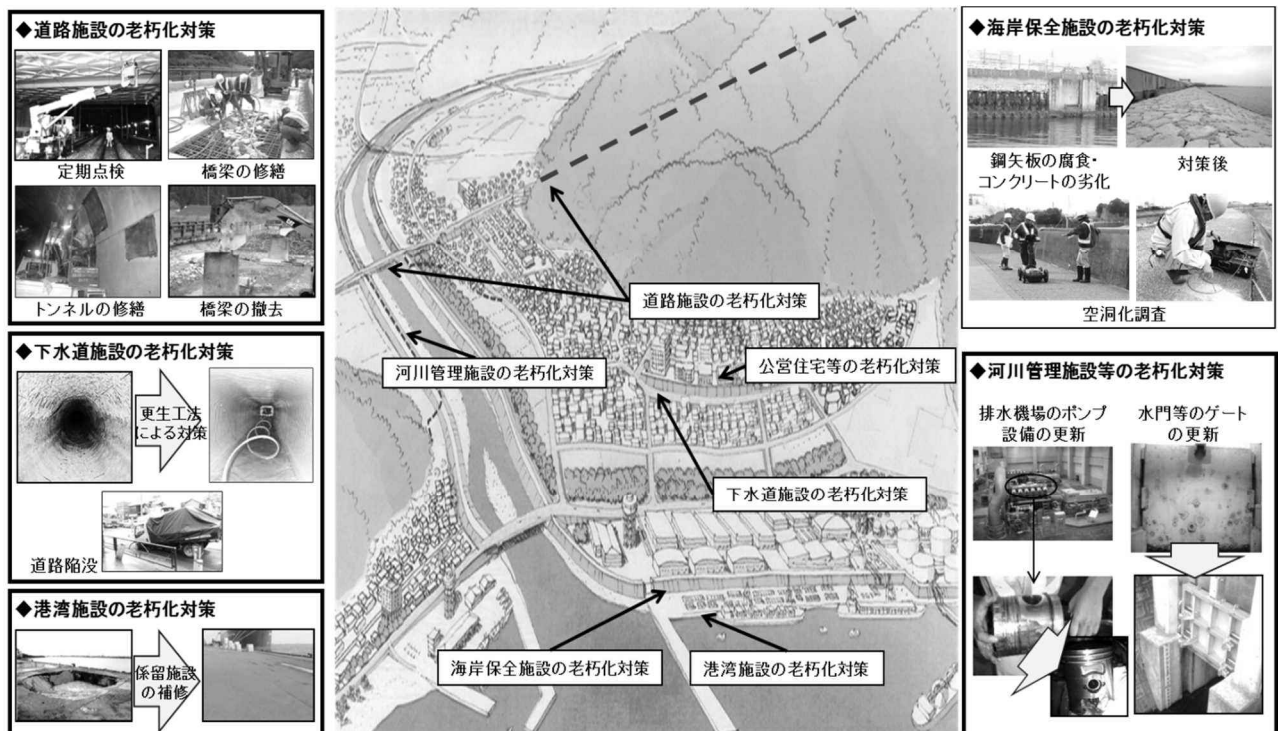 ◆道路施設の老朽化対策
定期点検
橋梁の修繕
トンネルの修繕
橋梁の撤去
◆下水道施設の老朽化対策
更生工法
による対策
道路陥没
◆港湾施設の老朽化対策
係留施設
の補修
道路施設の老朽化対策
河川管理施設の老朽化対策
公営住宅等の老朽化対策
下水道施設の老朽化対策
海岸保全施設の老朽化対策
港湾施設の老朽化対策
◆海岸保全施設の老朽化対策
鋼矢板の腐食・
コンクリートの劣化
対策後
空洞化調査
◆河川管理施設等の老朽化対策
排水機場のポンプ
設備の更新
水門等のゲート
の更新